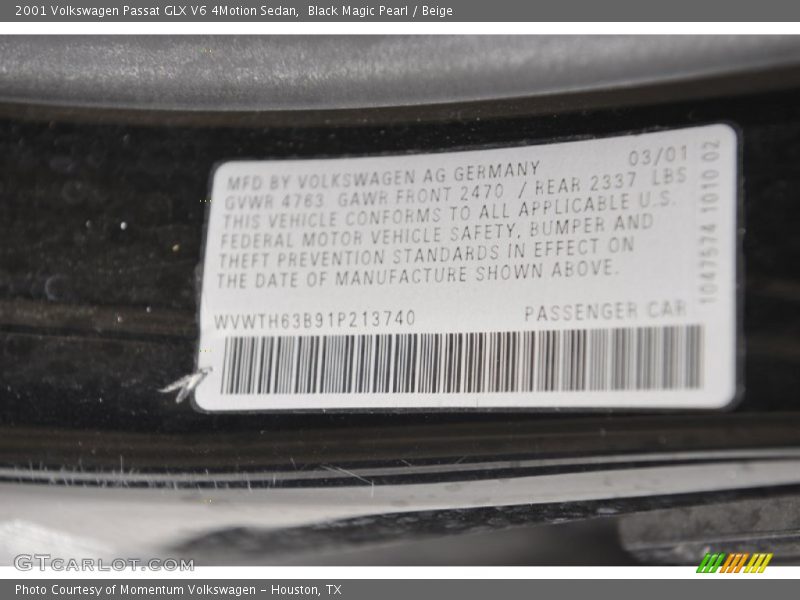 2001 Volkswagen Passat GLX V6 4Motion Sedan,  Black Magic Pearl / Beige
03/01
MFD BY VOLKSWAGEN AG GERMANY
GVWR 4763 GAWR FRONT 2470 / REAR 2337 LBS
THIS VEHICLE CONFORMS TO ALL APPLICABLE U.S.
FEDERAL MOTOR VEHICLE SAFETY, BUMPER AND
THEFT PREVENTION STANDARDS IN EFFECT ON
THE DATE OF MANUFACTURE SHOWN ABOVE.
WVWTH63B91P213740 PASSENGER CAR
1047574 1010 02
GTCARLOT.COM
Photo Courtesy of Momentum Volkswagen - Houston, TX